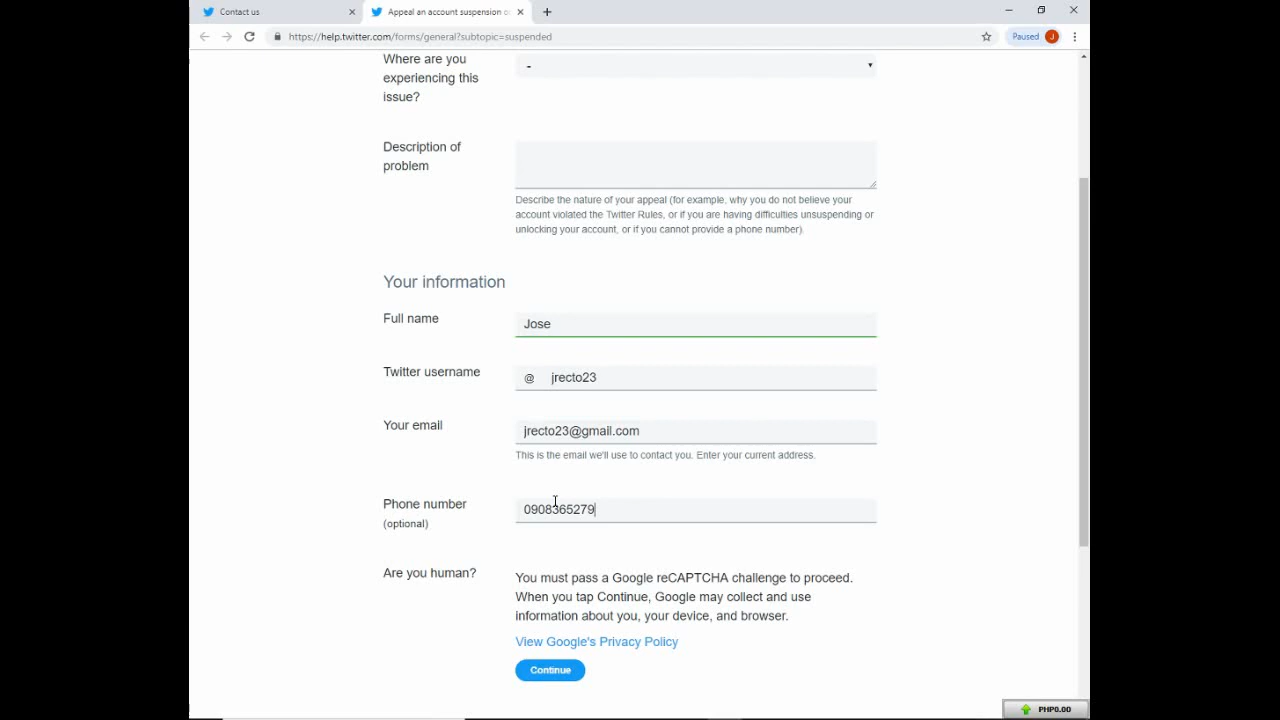 Contact us
Appeal an account suspension o
https://help.twitter.com/forms/general?subtopic=suspended
Paused J
Where are you
experiencing this
issue?
-
Description of
problem
Describe the nature of your appeal (for example, why you do not believe your
account violated the Twitter Rules, or if you are having difficulties unsuspending or
unlocking your account, or if you cannot provide a phone number).
Your information
Full name
Jose
Twitter username
@ jrecto23
Your email
jrecto23@gmail.com
This is the email we'll use to contact you. Enter your current address.
Phone number
(optional)
0908365279
Are you human?
You must pass a Google reCAPTCHA challenge to proceed.
When you tap Continue, Google may collect and use
information about you, your device, and browser.
View Google's Privacy Policy
Continue
PHP0.00